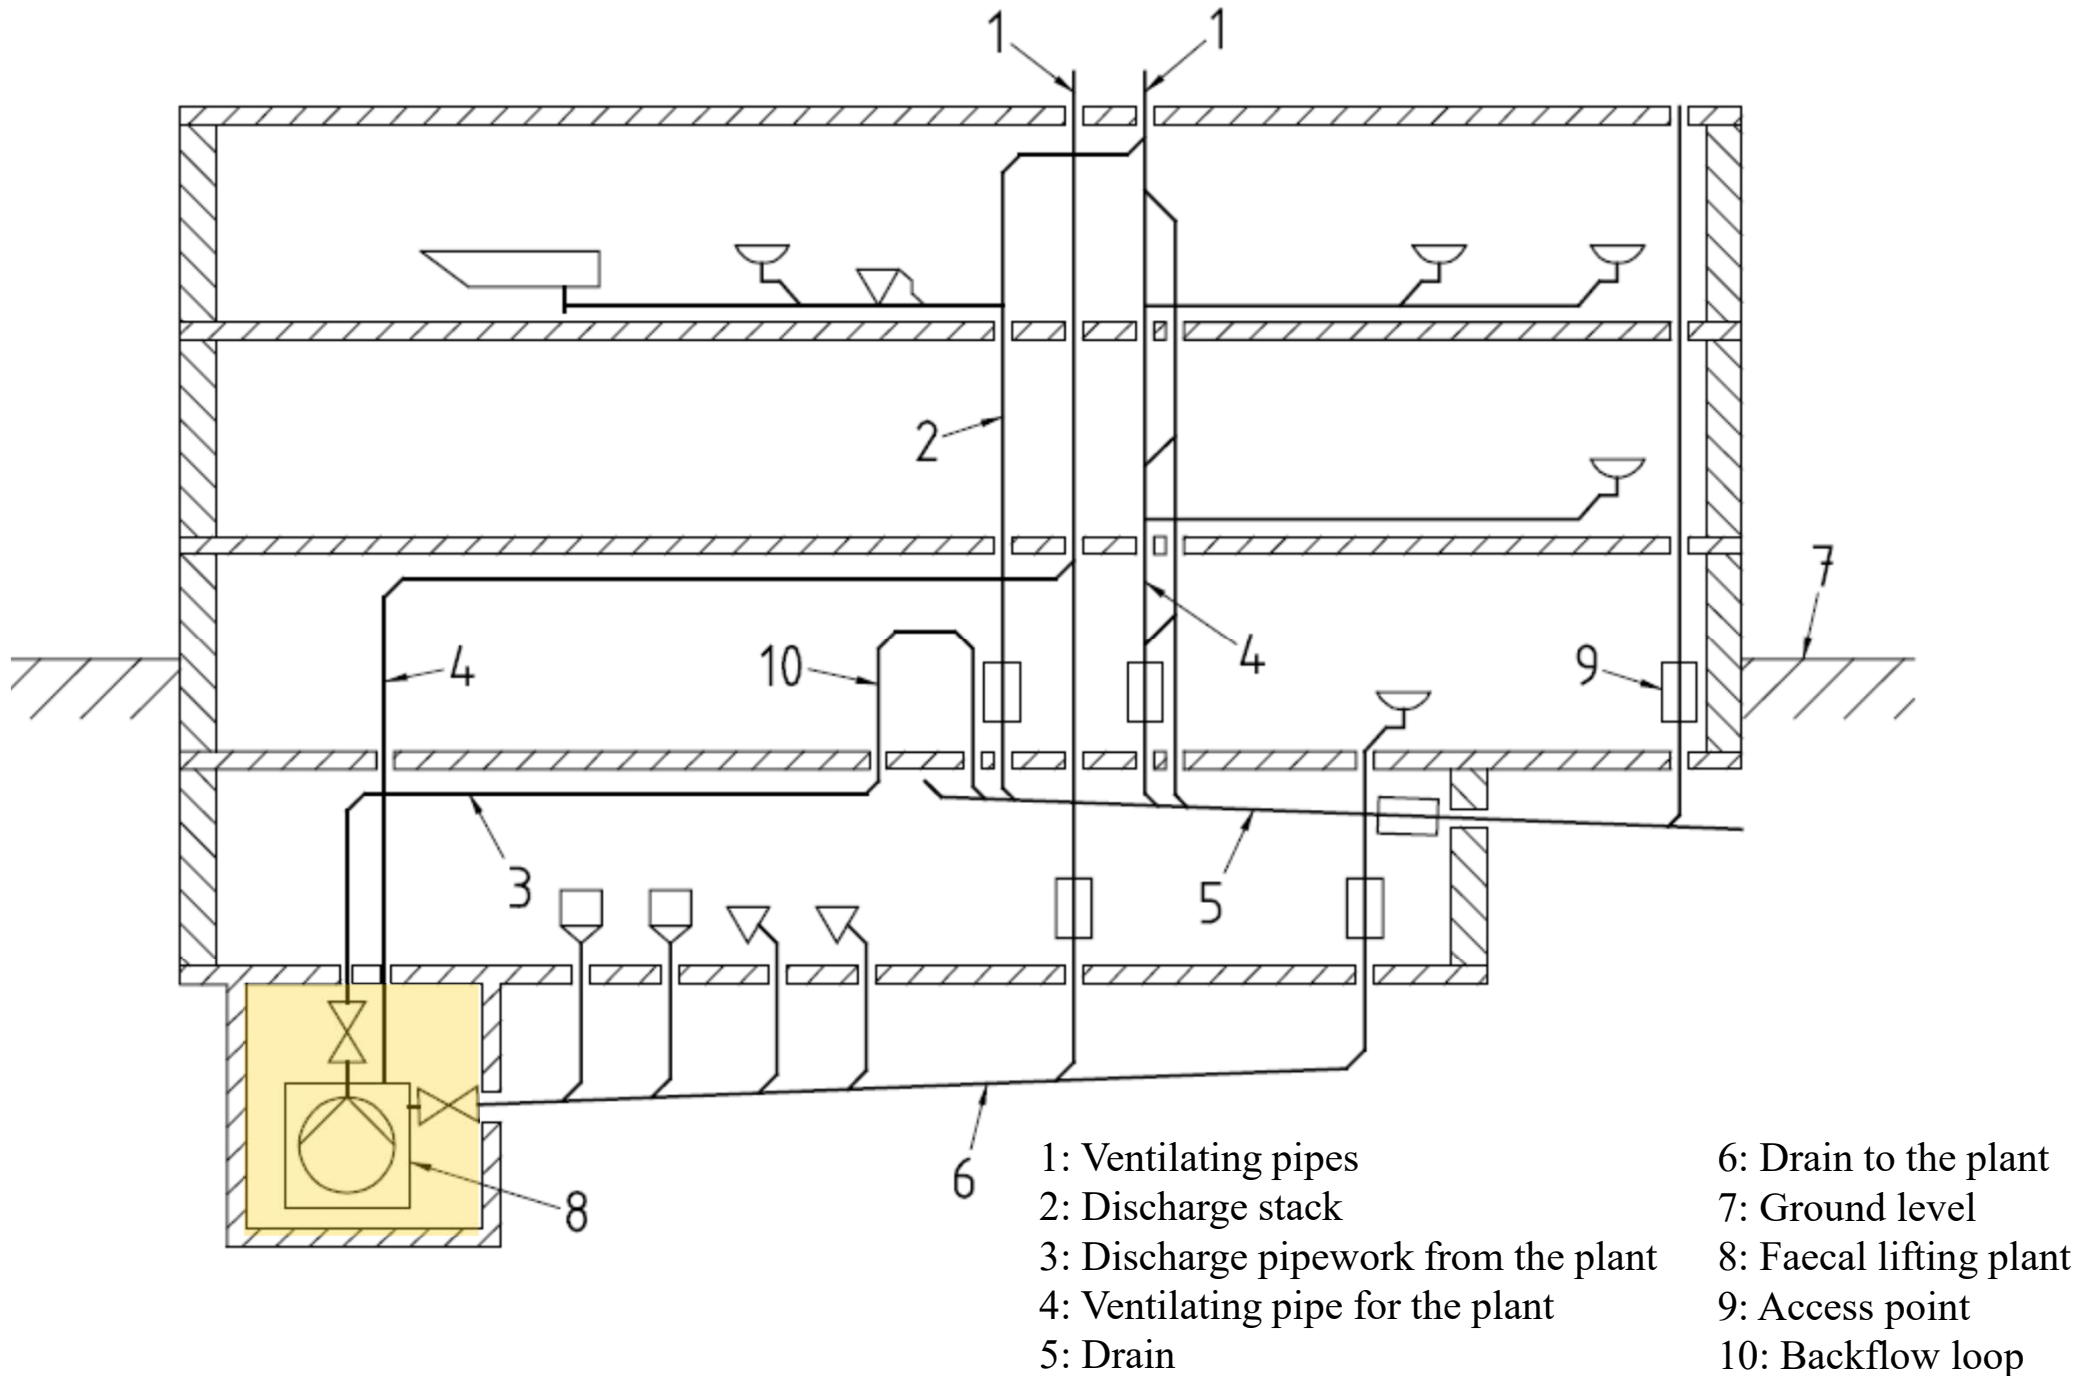 1
1
2
7
10
4
4
9
3
5
8
6
1: Ventilating pipes
2: Discharge stack
3: Discharge pipework from the plant
4: Ventilating pipe for the plant
5: Drain
6: Drain to the plant
7: Ground level
8: Faecal lifting plant
9: Access point
10: Backflow loop